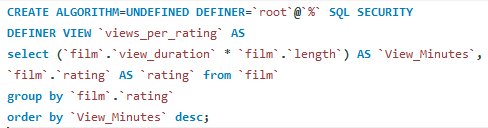 CREATE ALGORITHM=UNDEFINED DEFINER=`root`@`%` SQL SECURITY
DEFINER VIEW `views_per_rating` AS
select (`film`.`view_duration` * `film`.`length`) AS `View_Minutes`,
`film`.`rating` AS `rating` from `film`
group by `film`.`rating`
order by `View_Minutes` desc;